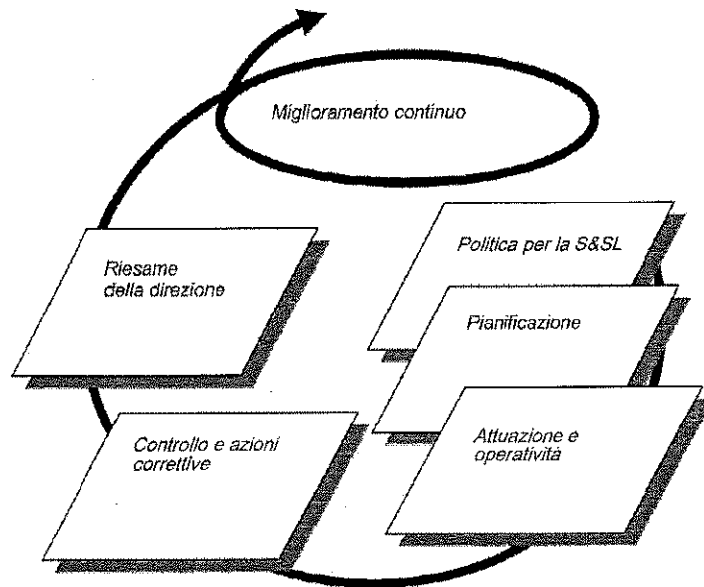 Miglioramento continuo
Politica per la S&SL
Pianificazione
Attuazione e
operatività
Controllo e azioni
correttive
Riesame
della direzione